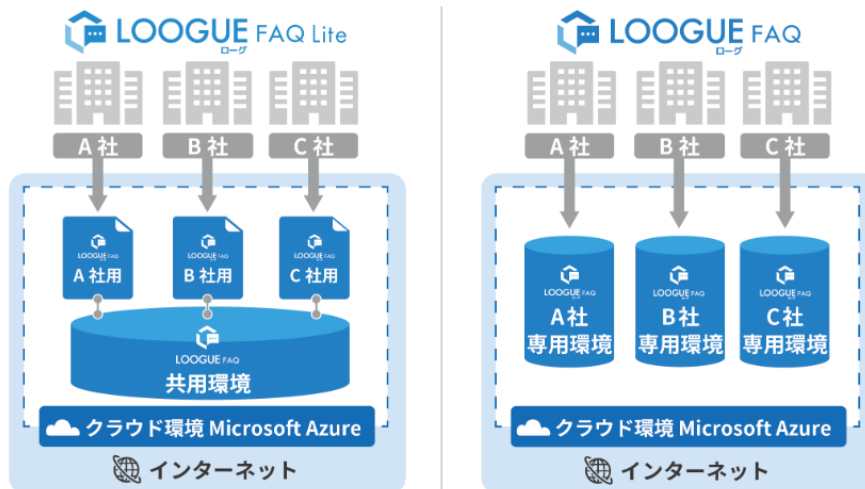 LOOGUE FAQ Lite
ローグ
A 社
B 社
C 社
LOOGUE FAQ
A 社用
LOOGUE FAQ
B 社用
LOOGUE FAQ
C 社用
LOOGUE FAQ
共用環境
クラウド環境 Microsoft Azure
インターネット
LOOGUE FAQ
ローグ
A 社
B 社
C 社
LOOGUE FAQ
A 社
専用環境
LOOGUE FAQ
B 社
専用環境
LOOGUE FAQ
C 社
専用環境
クラウド環境 Microsoft Azure
インターネット